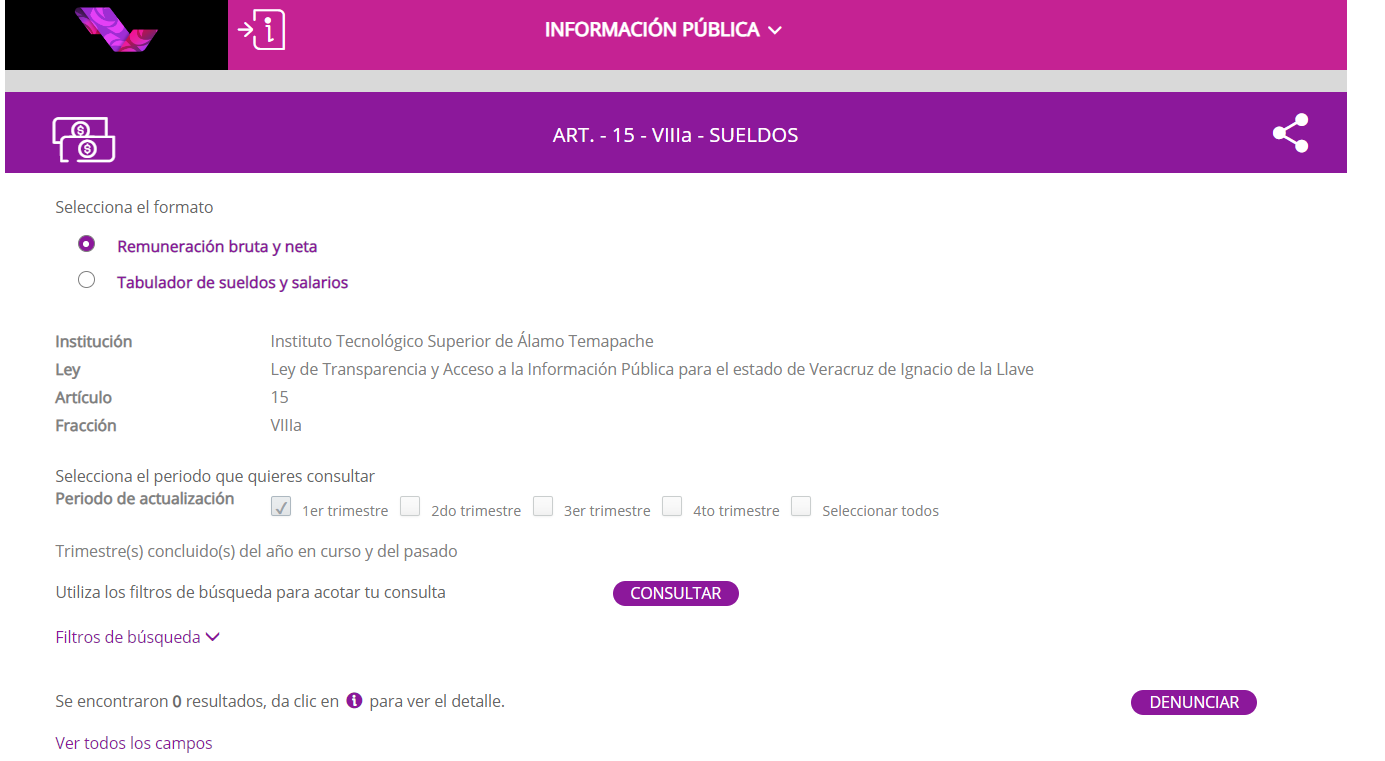 INFORMACIÓN PÚBLICA
ART. - 15 - VIIIa - SUELDOS
Selecciona el formato
Remuneración bruta y neta
Tabulador de sueldos y salarios
Institución Instituto Tecnológico Superior de Álamo Temapache
Ley Ley de Transparencia y Acceso a la Información Pública para el estado de Veracruz de Ignacio de la Llave
Artículo 15
Fracción VIIIa
Selecciona el periodo que quieres consultar
Periodo de actualización 1er trimestre 2do trimestre 3er trimestre 4to trimestre Seleccionar todos
Trimestre(s) concluido(s) del año en curso y del pasado
Utiliza los filtros de búsqueda para acotar tu consulta CONSULTAR
Filtros de búsqueda
Se encontraron 0 resultados, da clic en i para ver el detalle. DENUNCIAR
Ver todos los campos